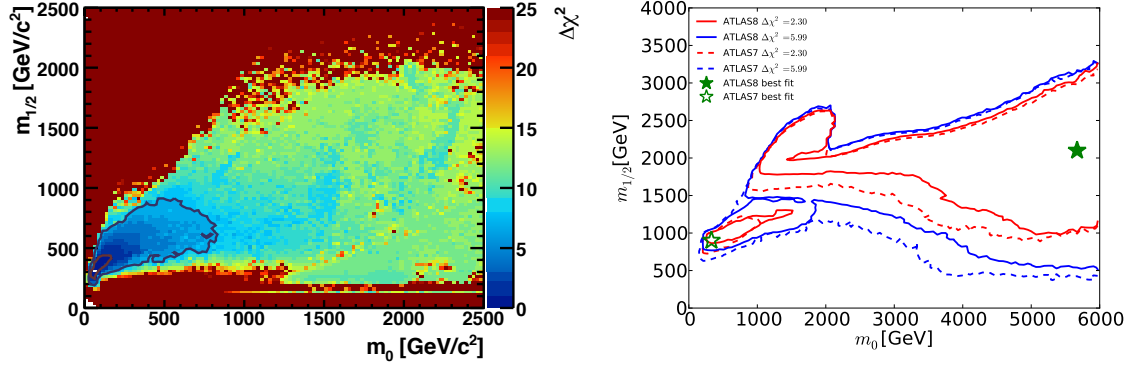 m1/2 [GeV/c²]
2500
2000
1500
1000
500
0
0 500 1000 1500 2000 2500
m0 [GeV/c²]
25
20
15
10
5
0
Δχ²
m1/2[GeV]
4000
3500
3000
2500
2000
1500
1000
500
0
ATLAS8 Δχ² =2.30
ATLAS8 Δχ² =5.99
ATLAS7 Δχ² =2.30
ATLAS7 Δχ² =5.99
ATLAS8 best fit
ATLAS7 best fit
0 1000 2000 3000 4000 5000 6000
m0[GeV]